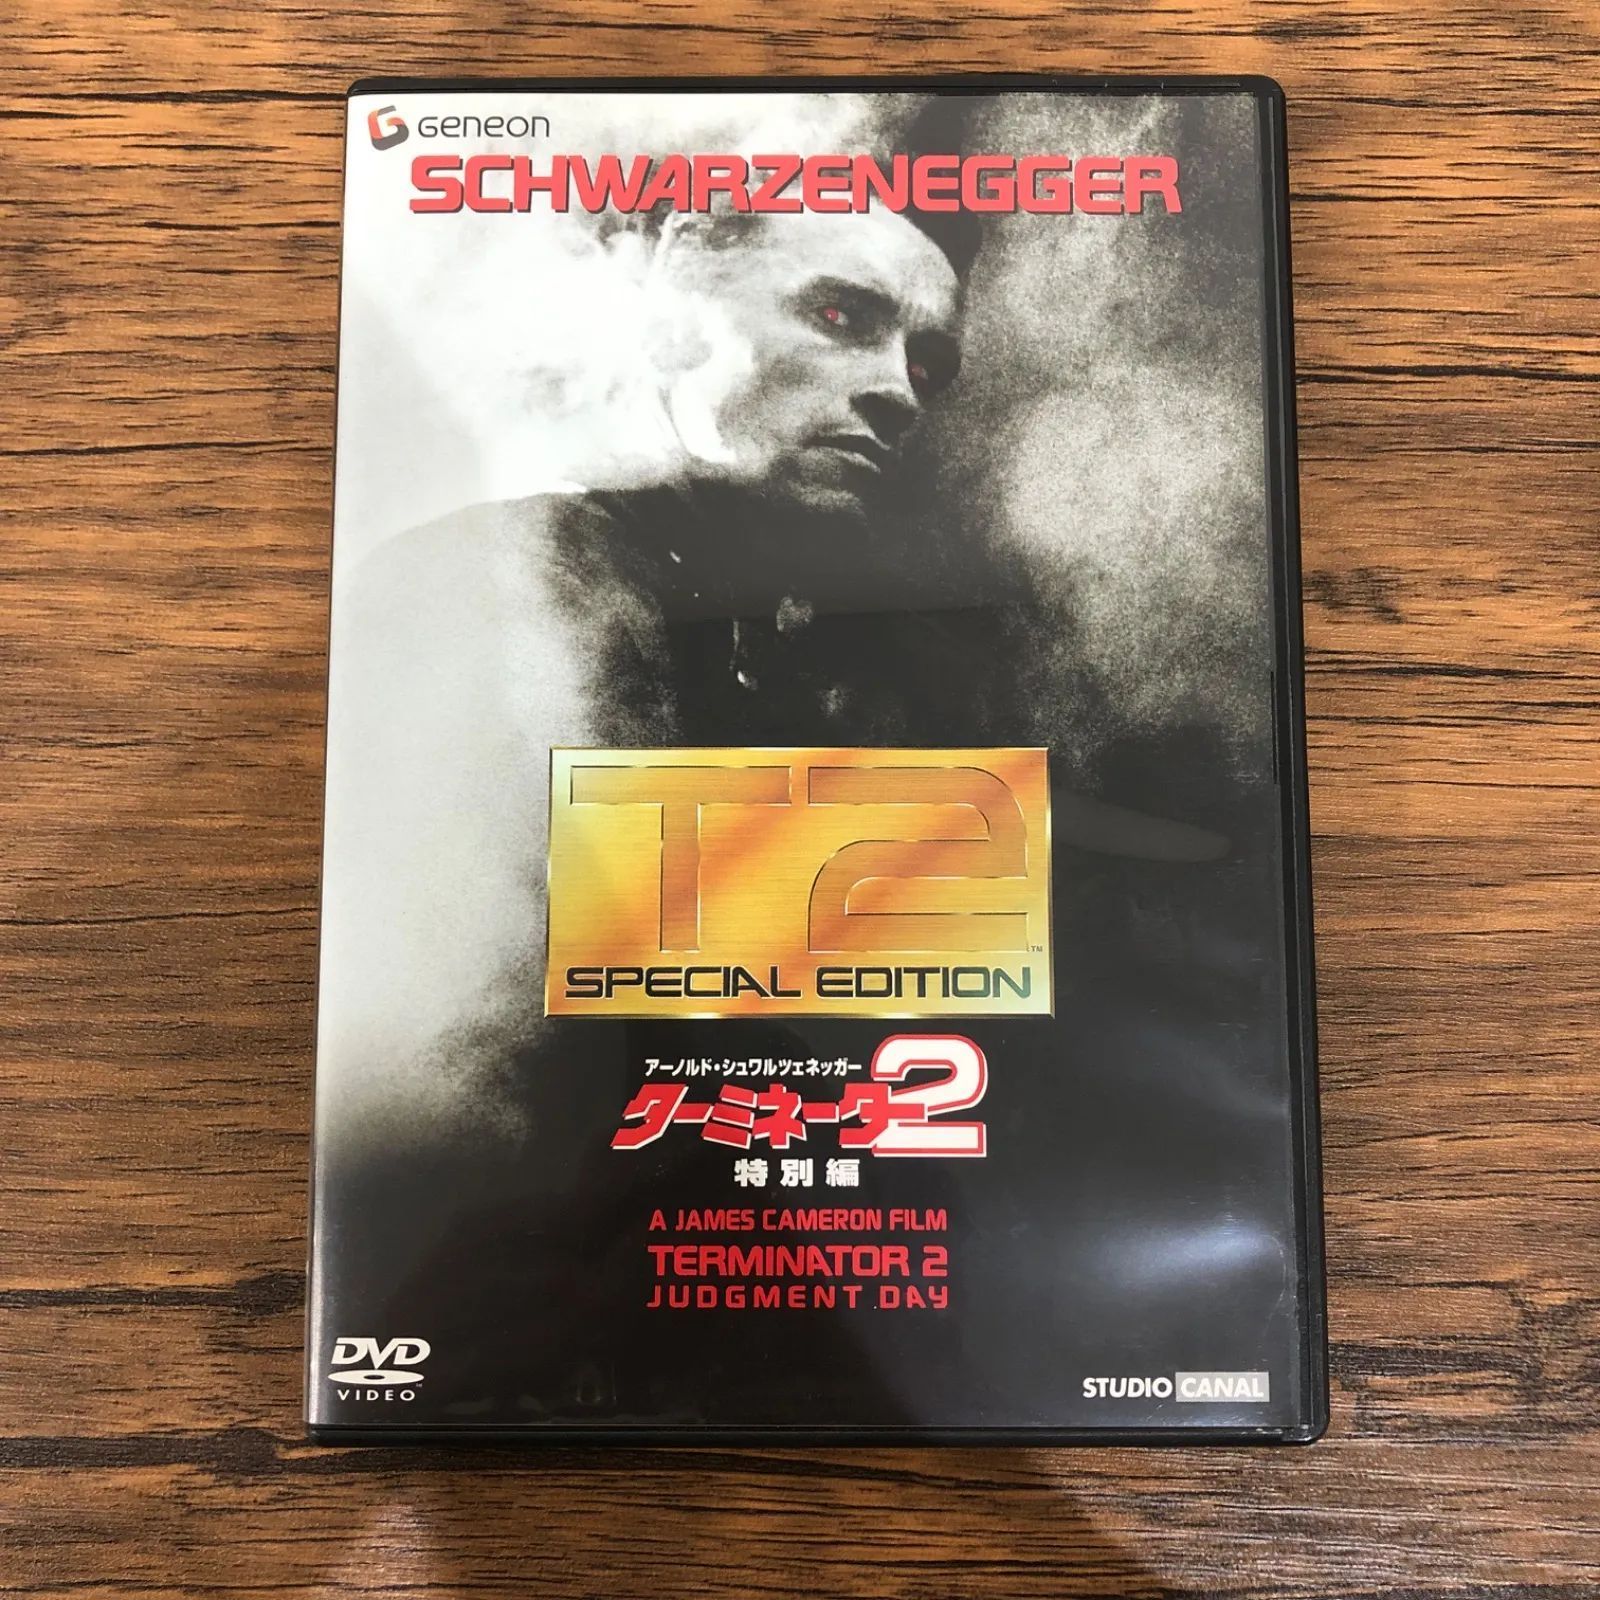 Geneon
SCHWARZENEGGER
T2
™
SPECIAL EDITION
アーノルド・シュワルツェネッガー
ターミネーター2
特別編
A JAMES CAMERON FILM
TERMINATOR 2
JUDGMENT DAY
DVD
VIDEO™
STUDIO CANAL